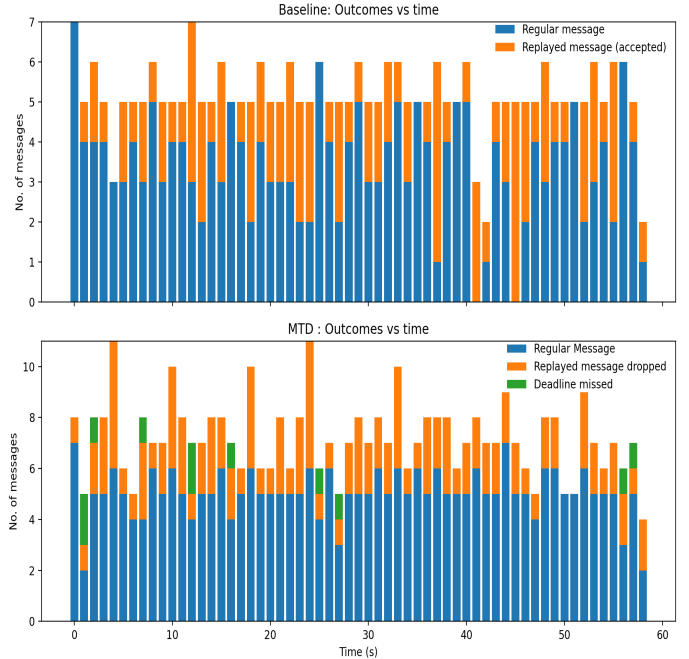 Baseline: Outcomes vs time
Regular message
Replayed message (accepted)
No. of messages
7
6
5
4
3
2
1
0
MTD : Outcomes vs time
Regular Message
Replayed message dropped
Deadline missed
No. of messages
10
8
6
4
2
0
0 10 20 30 40 50 60
Time (s)